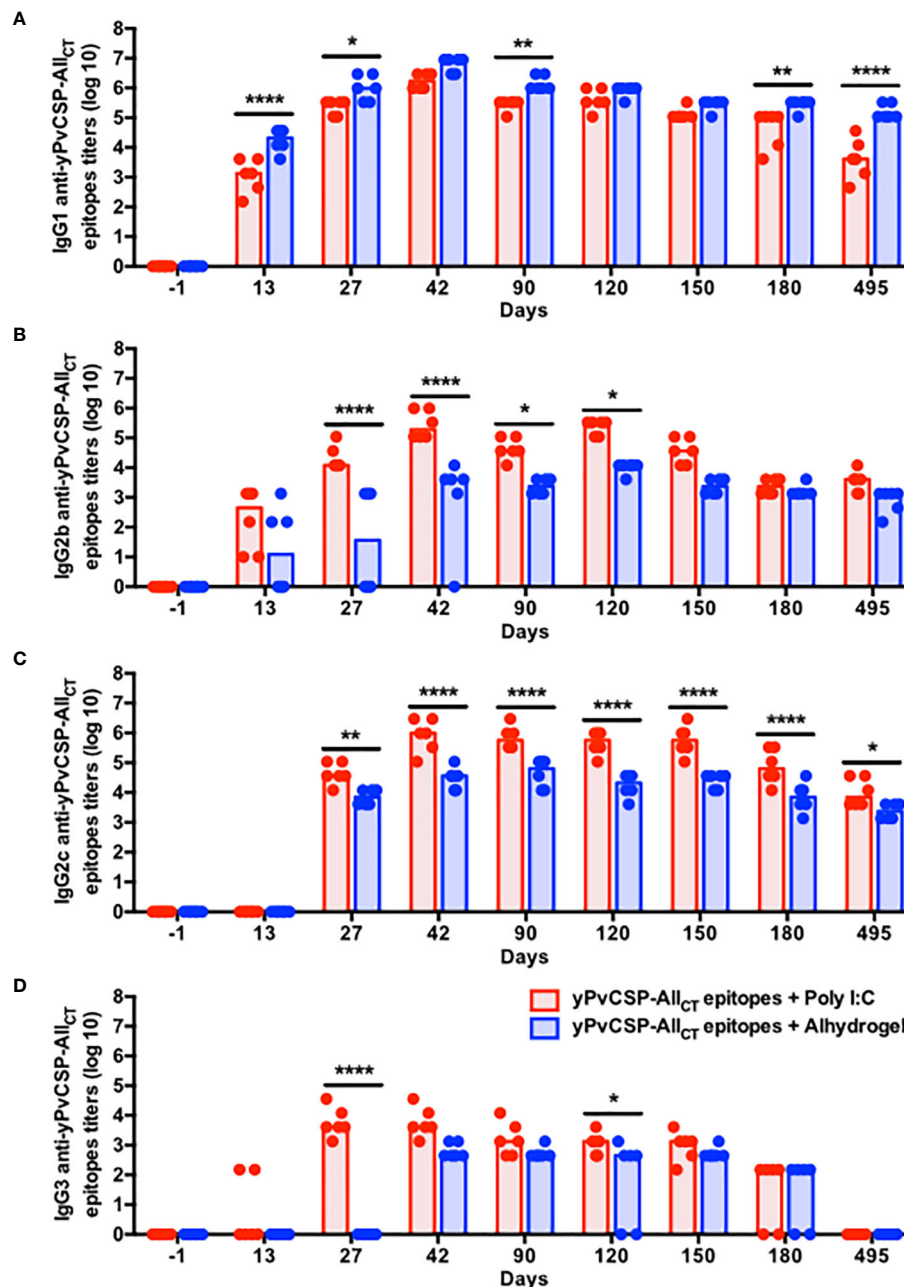 A
IgG1 anti-yPvCSP-AllCT
epitopes titers (log 10)
8
7
6
5
4
3
2
1
0
**** * ** ** ****
-1 13 27 42 90 120 150 180 495
Days
B
IgG2b anti-yPvCSP-AllCT
epitopes titers (log 10)
8
7
6
5
4
3
2
1
0
**** **** * *
-1 13 27 42 90 120 150 180 495
Days
C
IgG2c anti-yPvCSP-AllCT
epitopes titers (log 10)
8
7
6
5
4
3
2
1
0
** **** **** **** **** **** *
-1 13 27 42 90 120 150 180 495
Days
D
IgG3 anti-yPvCSP-AllCT
epitopes titers (log 10)
8
7
6
5
4
3
2
1
0
yPvCSP-AllCT epitopes + Poly I:C
yPvCSP-AllCT epitopes + Alhydrogel
**** *
-1 13 27 42 90 120 150 180 495
Days